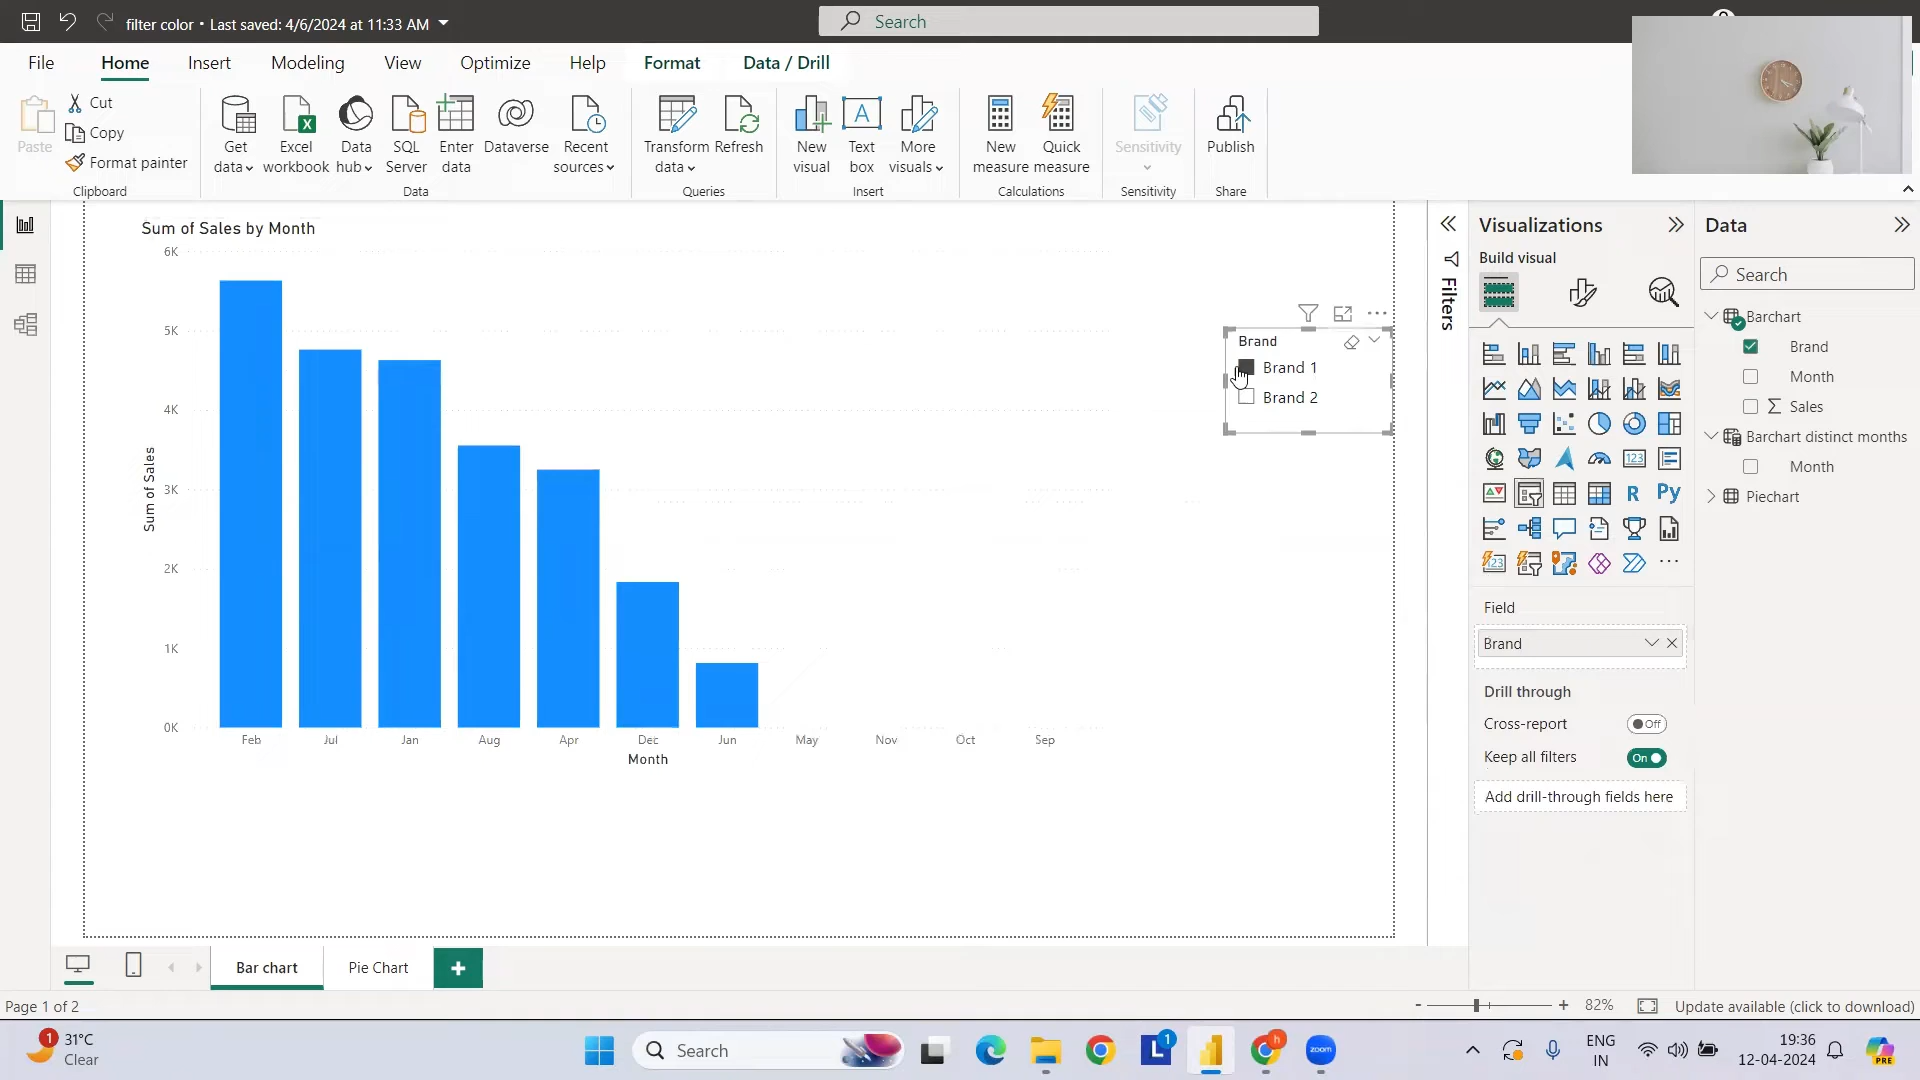 filter color • Last saved: 4/6/2024 at 11:33 AM
Search
File
Home
Insert
Modeling
View
Optimize
Help
Format
Data / Drill
Paste
Cut
Copy
Format painter
Clipboard
Get data
Excel workbook
Data hub
SQL Server
Enter data
Dataverse
Recent sources
Data
Transform data
Refresh
Queries
New visual
Text box
More visuals
Insert
New measure
Quick measure
Calculations
Sensitivity
Sensitivity
Publish
Share
Sum of Sales by Month
6K
5K
4K
3K
2K
1K
0K
Sum of Sales
Feb
Jul
Jan
Aug
Apr
Dec
Jun
May
Nov
Oct
Sep
Month
Brand
Brand 1
Brand 2
Filters
Visualizations
Build visual
123
R
Py
123
Field
Brand
Drill through
Cross-report
Off
Keep all filters
On
Add drill-through fields here
Data
Search
Barchart
Brand
Month
Sales
Barchart distinct months
Month
Piechart
Bar chart
Pie Chart
+
Page 1 of 2
- + 82%
Update available (click to download)
1
31°C
Clear
Search
L
1
h
zoom
ENG
IN
19:36
12-04-2024
PRE